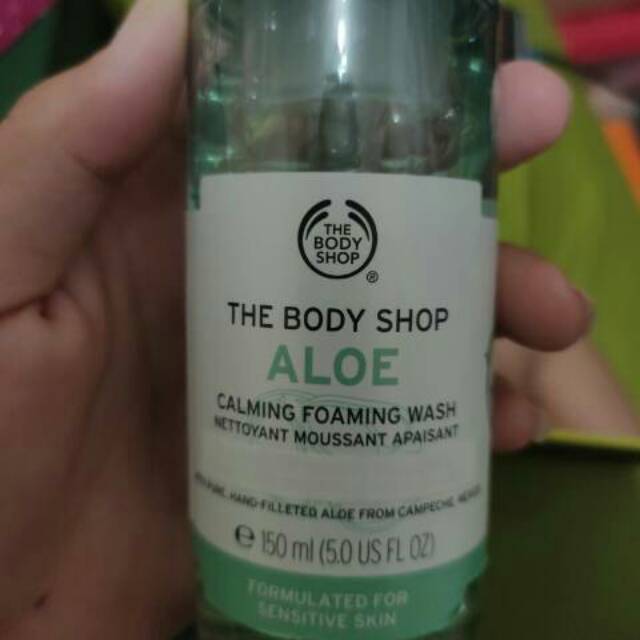 THE
BODY
SHOP
®
THE BODY SHOP
ALOE
CALMING FOAMING WASH
NETTOYANT MOUSSANT APAISANT
PURE, HAND-FILLETED ALOE FROM CAMPECHE,
℮ 150 ml (5.0 US FL OZ)
FORMULATED FOR
SENSITIVE SKIN